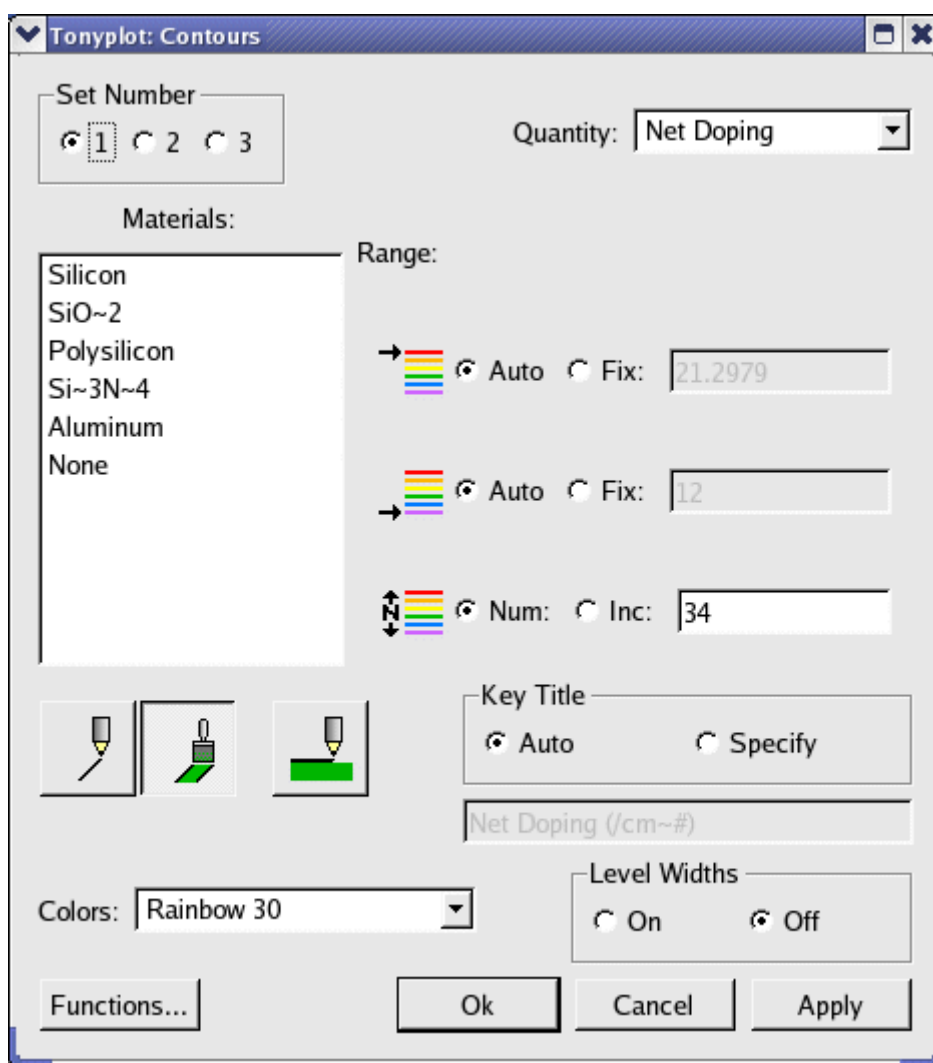 Tonyplot: Contours
Set Number
1 2 3
Quantity: Net Doping
Materials:
Range:
Silicon
SiO~2
Polysilicon
Si~3N~4
Aluminum
None
Auto Fix: 21.2979
Auto Fix: 12
N Num: Inc: 34
Key Title
Auto Specify
Net Doping (/cm~#)
Colors: Rainbow 30
Level Widths
On Off
Functions... Ok Cancel Apply